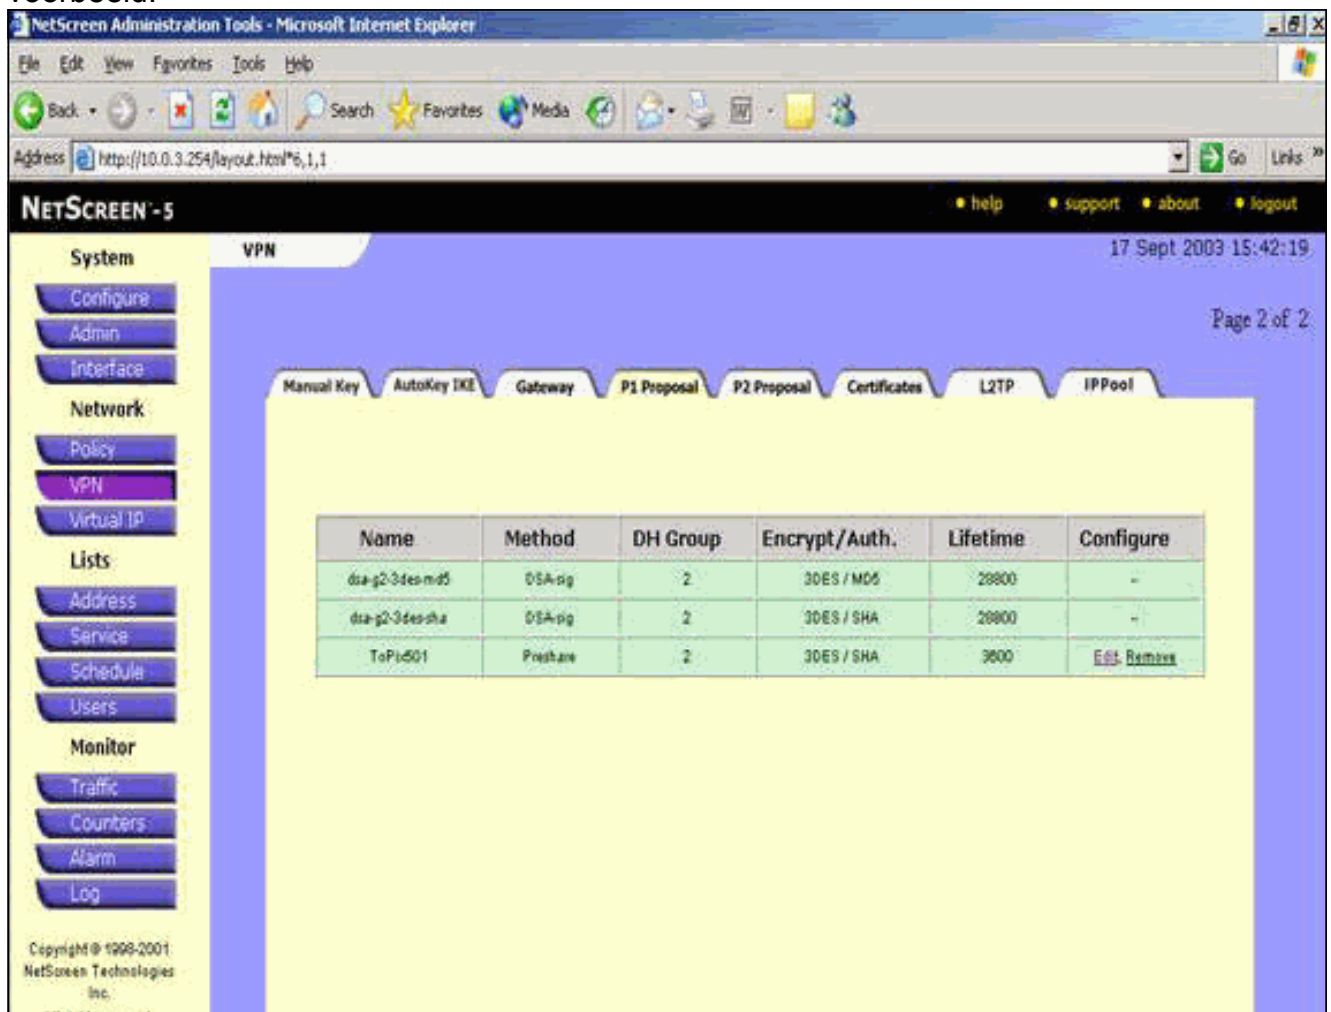 NetScreen Administration Tools - Microsoft Internet Explorer
File Edit View Favorites Tools Help
Back Search Favorites Media
Address http://10.0.3.254/layout.html*6,1,1 Go Links »
NETSCREEN-5 help support about logout
System VPN 17 Sept 2003 15:42:19
Configure
Admin Page 2 of 2
Interface
Manual Key AutoKey IKE Gateway P1 Proposal P2 Proposal Certificates L2TP IPPool
Network
Policy
VPN
Virtual IP
Name Method DH Group Encrypt/Auth. Lifetime Configure
Lists
dsa-g2-3des-md5 DSA-sig 2 3DES / MD5 28800 -
Address
dsa-g2-3des-sha DSA-sig 2 3DES / SHA 28800 -
Service
ToPix501 Preshare 2 3DES / SHA 3600 Edit, Remove
Schedule
Users
Monitor
Traffic
Counters
Alarm
Log
Copyright © 1998-2001
NetScreen Technologies
Inc.